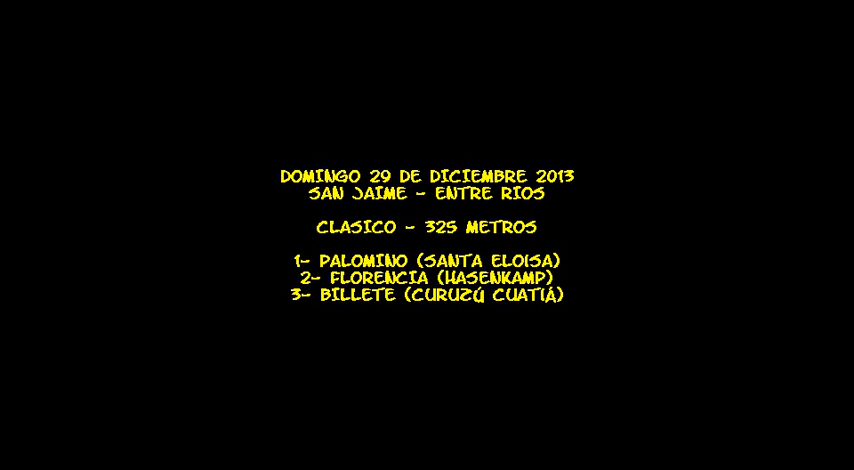 DOMINGO 29 DE DICIEMBRE 2013
SAN JAIME - ENTRE RIOS
CLASICO - 325 METROS
1- PALOMINO (SANTA ELOISA)
2- FLORENCIA (HASENKAMP)
3- BILLETE (CURUZÚ CUATIÁ)